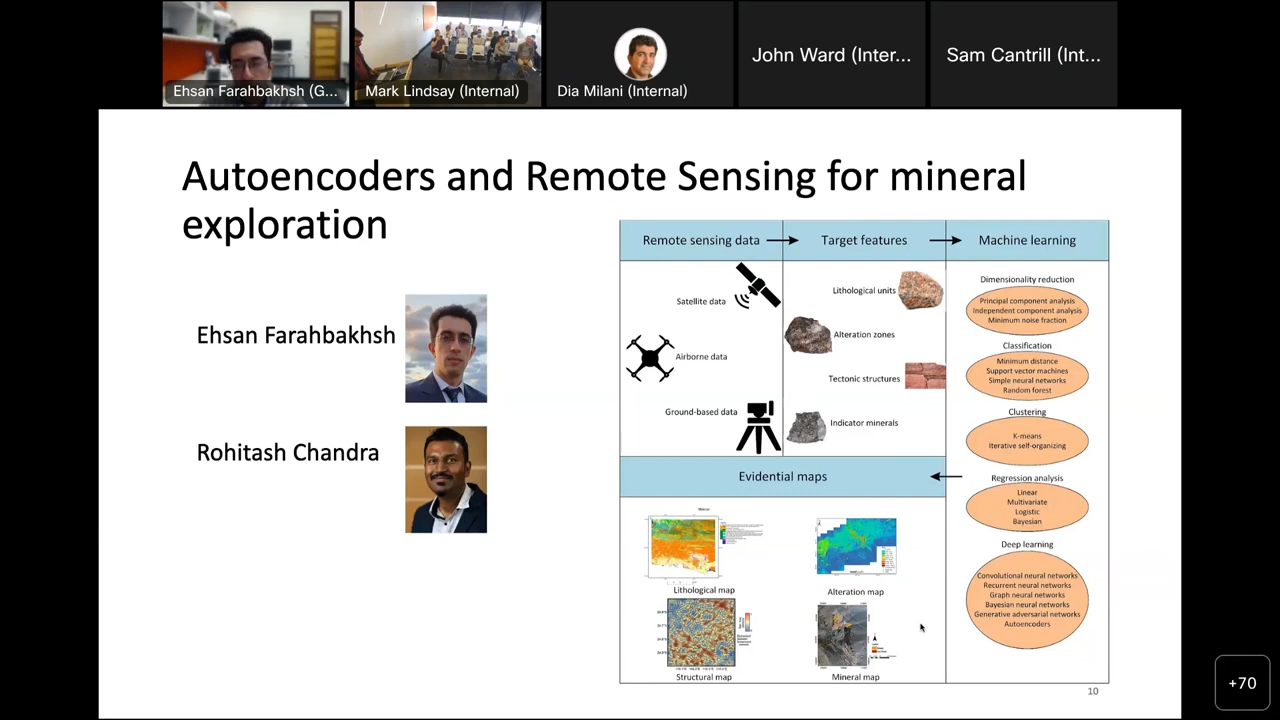 Ehsan Farahbakhsh (G...
Mark Lindsay (Internal)
Dia Milani (Internal)
John Ward (Inter...
Sam Cantrill (Int...
Autoencoders and Remote Sensing for mineral
exploration
Ehsan Farahbakhsh
Rohitash Chandra
Remote sensing data
Target features
Machine learning
Satellite data
Airborne data
Ground-based data
Lithological units
Alteration zones
Tectonic structures
Indicator minerals
Dimensionality reduction
Principal component analysis
Independent component analysis
Minimum noise fraction
Classification
Minimum distance
Support vector machines
Simple neural networks
Random forest
Clustering
K-means
Iterative self-organizing
Regression analysis
Linear
Multivariate
Logistic
Bayesian
Deep learning
Convolutional neural networks
Recurrent neural networks
Graph neural networks
Bayesian neural networks
Generative adversarial networks
Autoencoders
Evidential maps
Lithological map
Alteration map
Structural map
Mineral map
10
+70